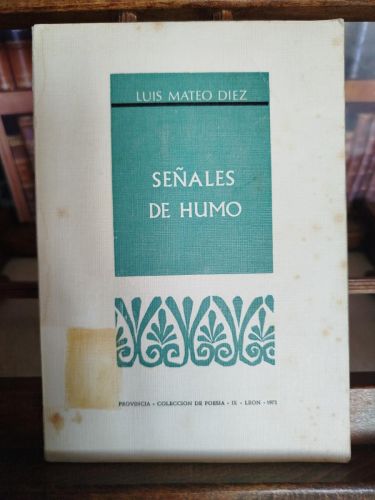 LUIS MATEO DIEZ
SEÑALES
DE HUMO
PROVINCIA - COLECCION DE POESIA - IX - LEON - 1972